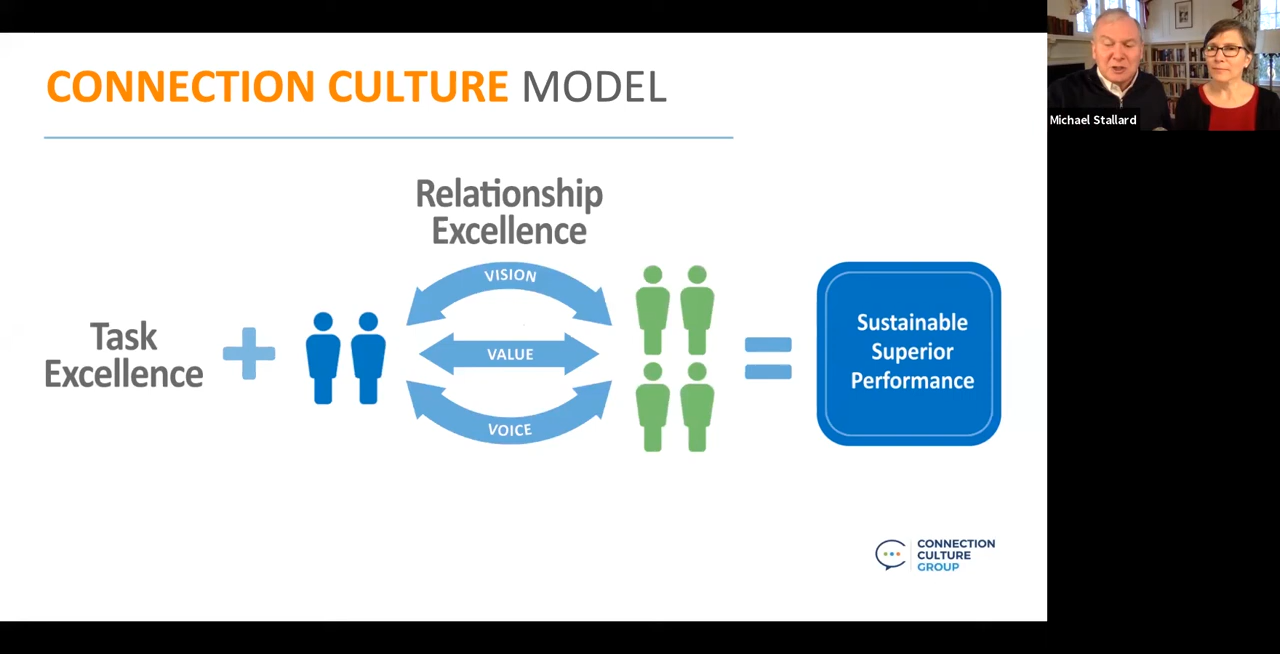 CONNECTION CULTURE MODEL
Michael Stallard
Relationship
Excellence
VISION
Task
Excellence
VALUE
Sustainable
Superior
Performance
VOICE
CONNECTION
CULTURE
GROUP